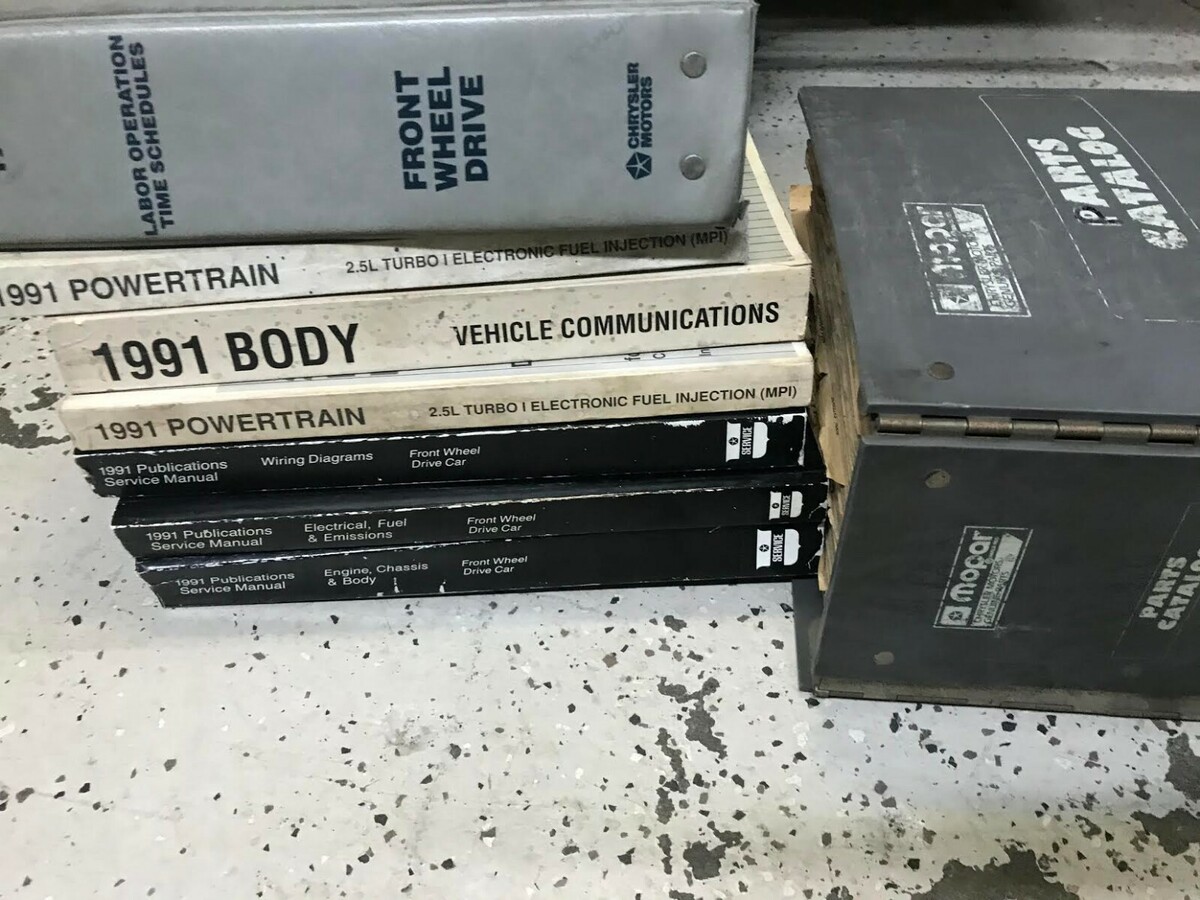 LABOR OPERATION
TIME SCHEDULES
FRONT
WHEEL
DRIVE
CHRYSLER
MOTORS
1991 POWERTRAIN
2.5L TURBO I ELECTRONIC FUEL INJECTION (MPI)
1991 BODY
VEHICLE COMMUNICATIONS
1991 POWERTRAIN
2.5L TURBO I ELECTRONIC FUEL INJECTION (MPI)
1991 Publications
Service Manual
Wiring Diagrams
Front Wheel
Drive Car
SERVICE
1991 Publications
Service Manual
Electrical, Fuel
& Emissions
Front Wheel
Drive Car
SERVICE
1991 Publications
Service Manual
Engine, Chassis
& Body
Front Wheel
Drive Car
SERVICE
PARTS
CATALOG
mopar
PARTS